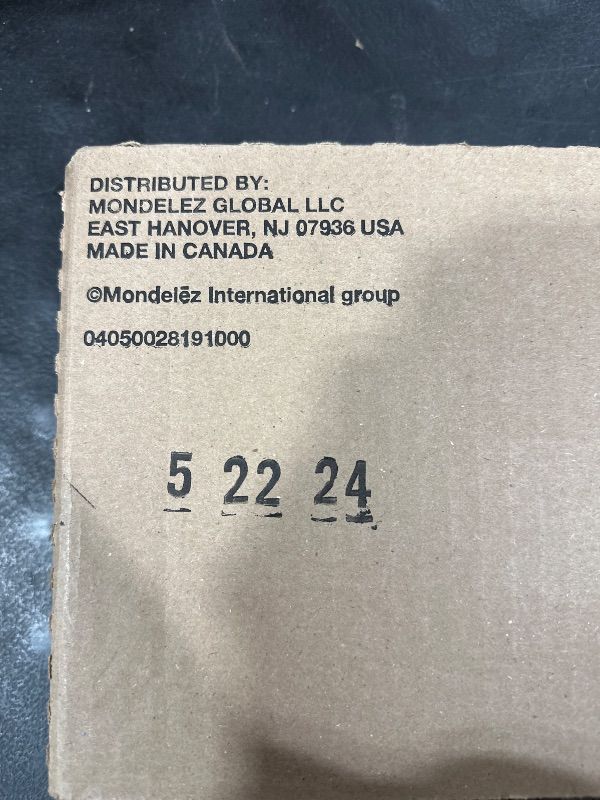 DISTRIBUTED BY:
MONDELEZ GLOBAL LLC
EAST HANOVER, NJ 07936 USA
MADE IN CANADA
©Mondelēz International group
04050028191000
5 22 24